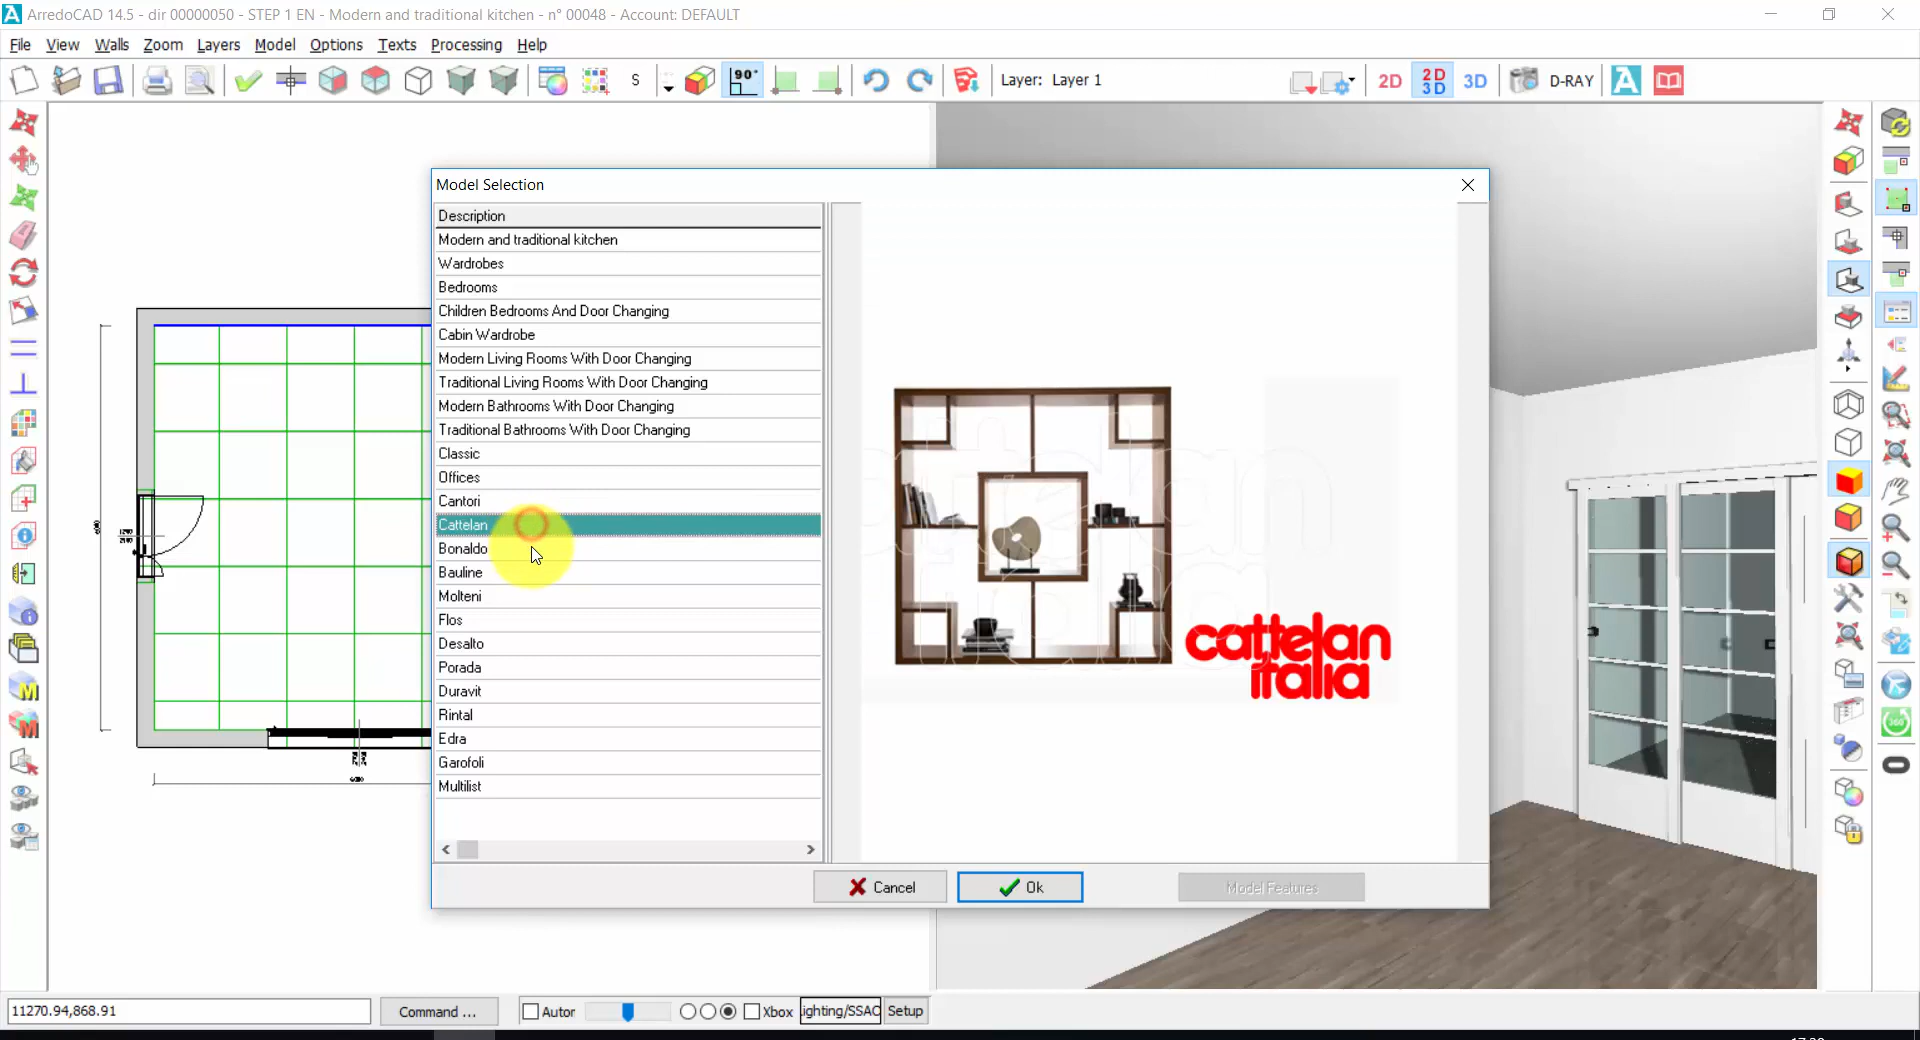 ArredoCAD 14.5 - dir 00000050 - STEP 1 EN - Modern and traditional kitchen - n° 00048 - Account: DEFAULT
File View Walls Zoom Layers Model Options Texts Processing Help
S 90° Layer: Layer 1 2D 2D 3D 3D D-RAY
Model Selection
Description
Modern and traditional kitchen
Wardrobes
Bedrooms
Children Bedrooms And Door Changing
Cabin Wardrobe
Modern Living Rooms With Door Changing
Traditional Living Rooms With Door Changing
Modern Bathrooms With Door Changing
Traditional Bathrooms With Door Changing
Classic
Offices
Cantori
Cattelan
Bonaldo
Bauline
Molteni
Flos
Desalto
Porada
Duravit
Rintal
Edra
Garofoli
Multilist
cattelan
italia
Cancel Ok Model Features
11270.94,868.91 Command ... Autor Xbox ighting/SSAO Setup